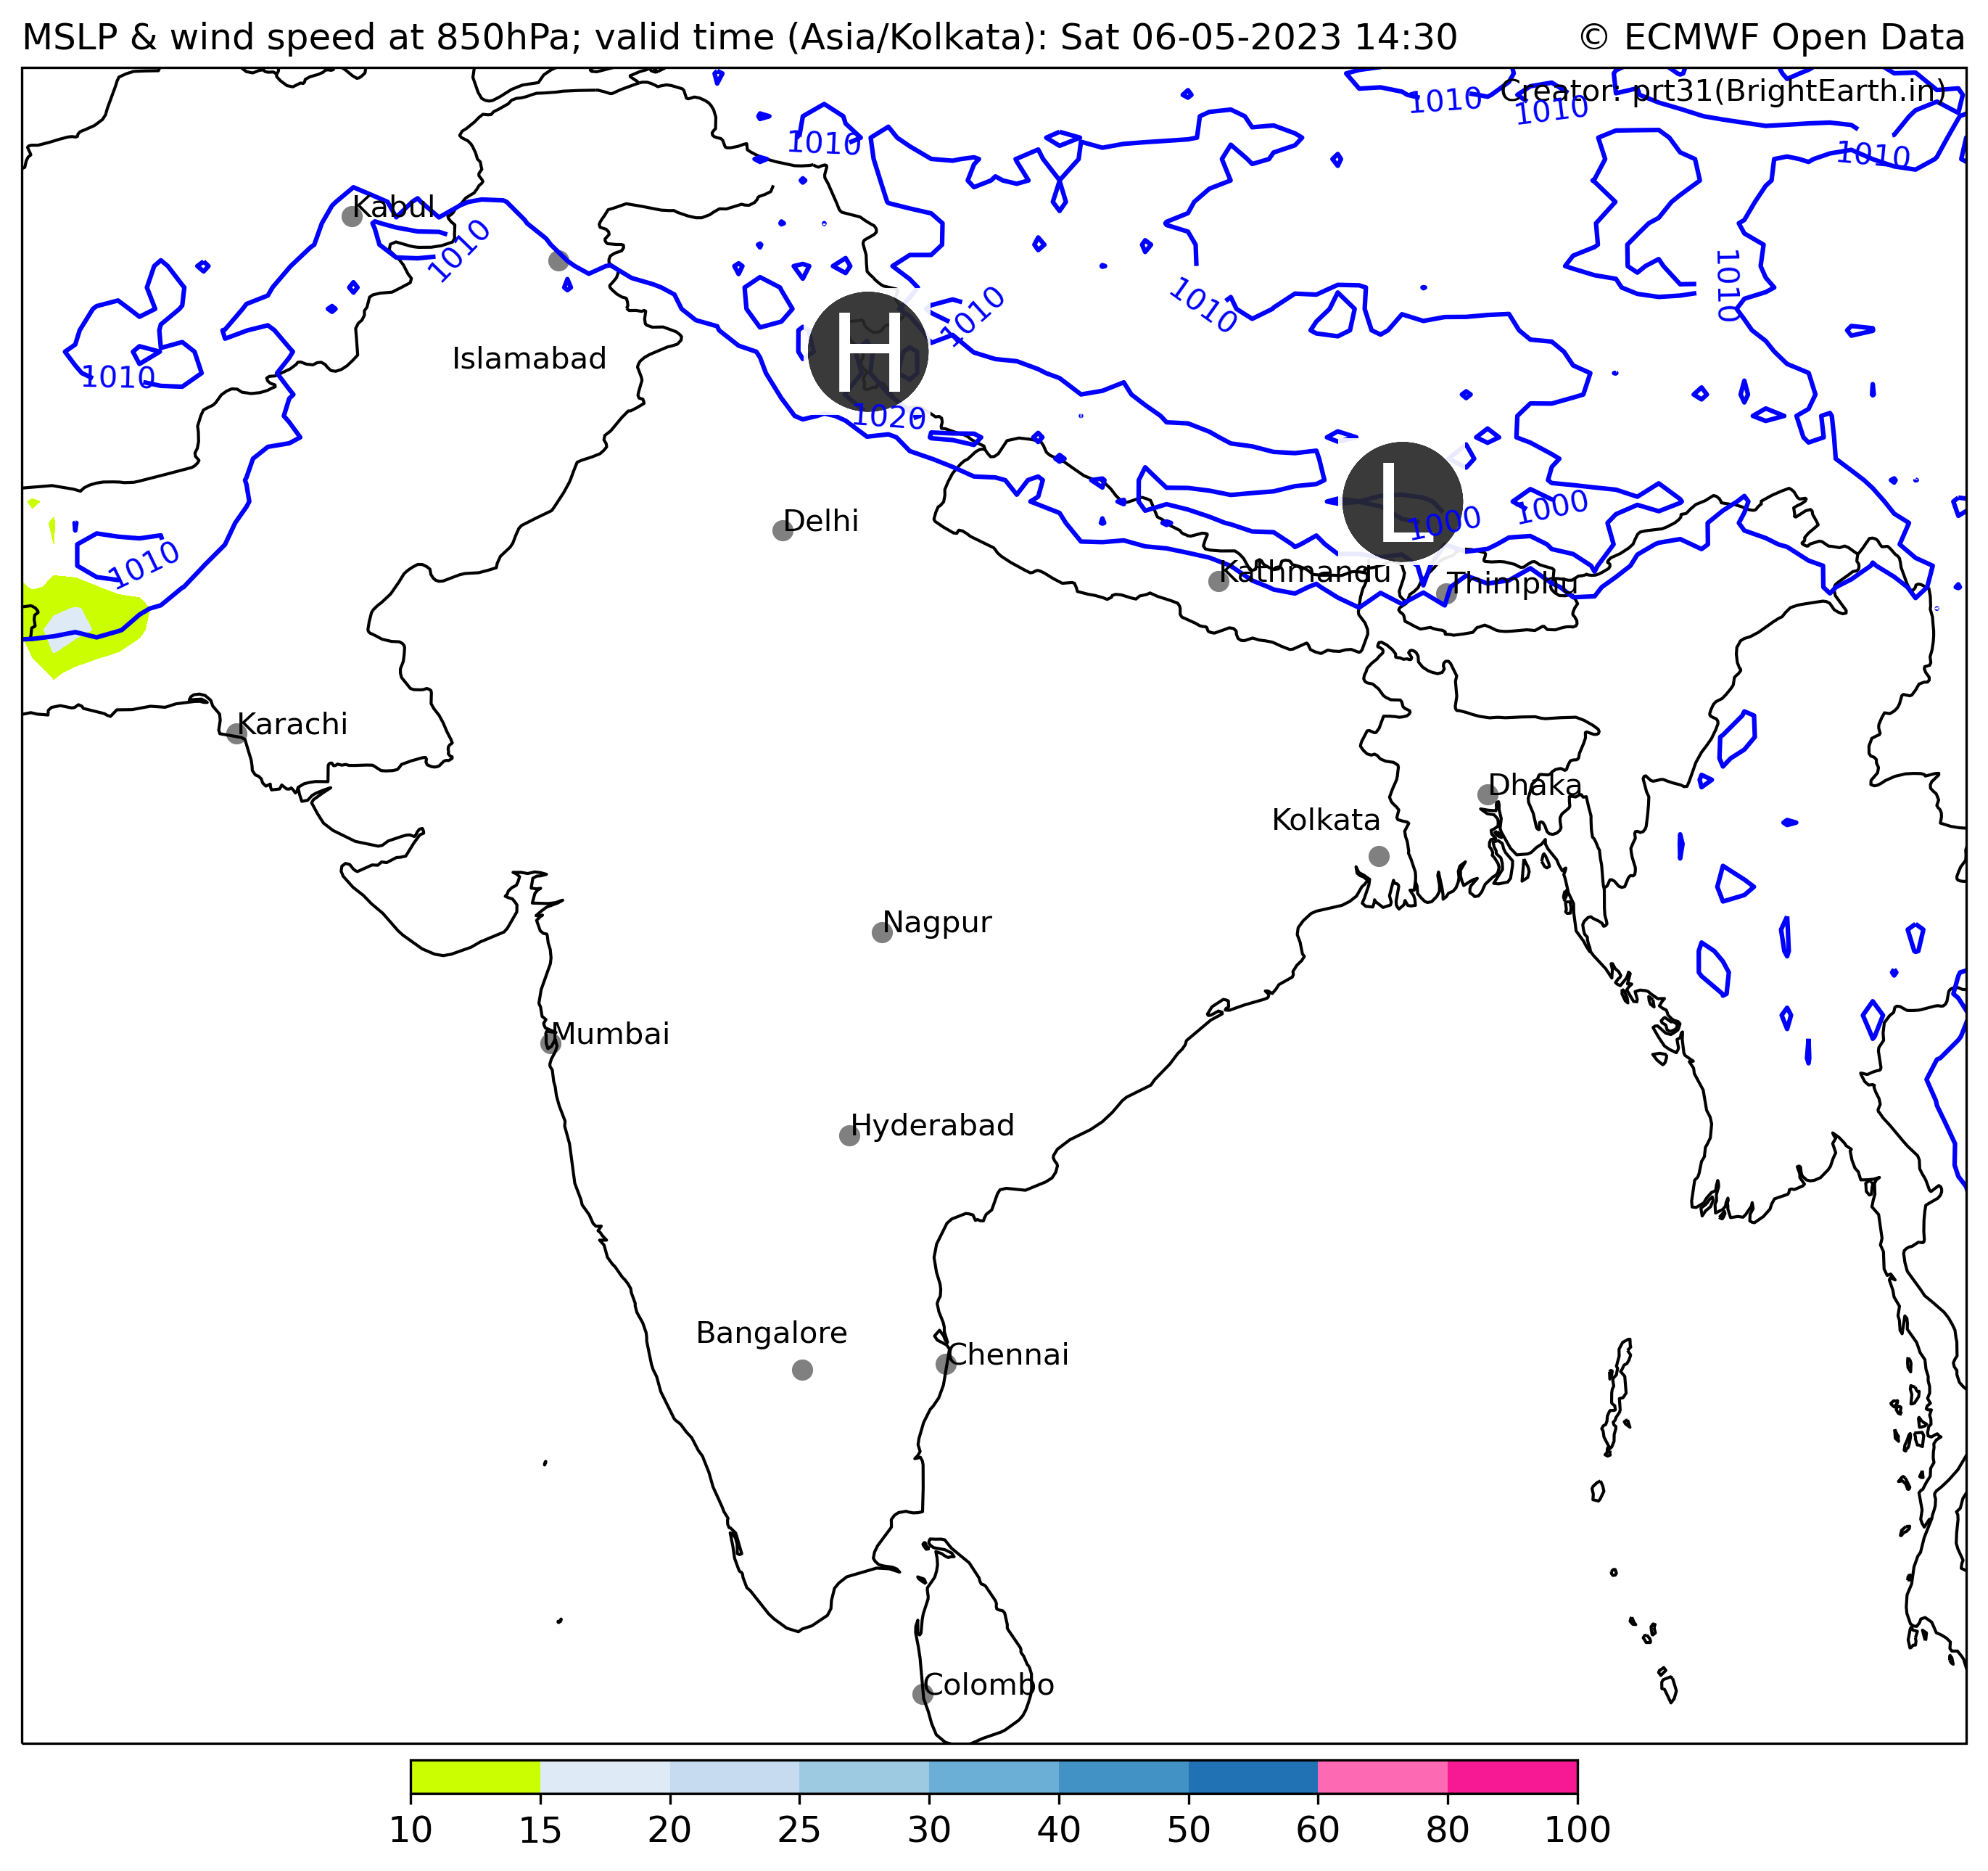 MSLP & wind speed at 850hPa; valid time (Asia/Kolkata): Sat 06-05-2023 14:30 © ECMWF Open Data
Creator: prt31(BrightEarth.in)
1010 1010
1010 1010
Kabul
1010
1010
1010 1010 1010
H
Islamabad
1010
1020
L
Delhi
1000 1000
1010
Kathmandu
Thimphu
Karachi
Dhaka
Kolkata
Nagpur
Mumbai
Hyderabad
Bangalore
Chennai
Colombo
10 15 20 25 30 40 50 60 80 100